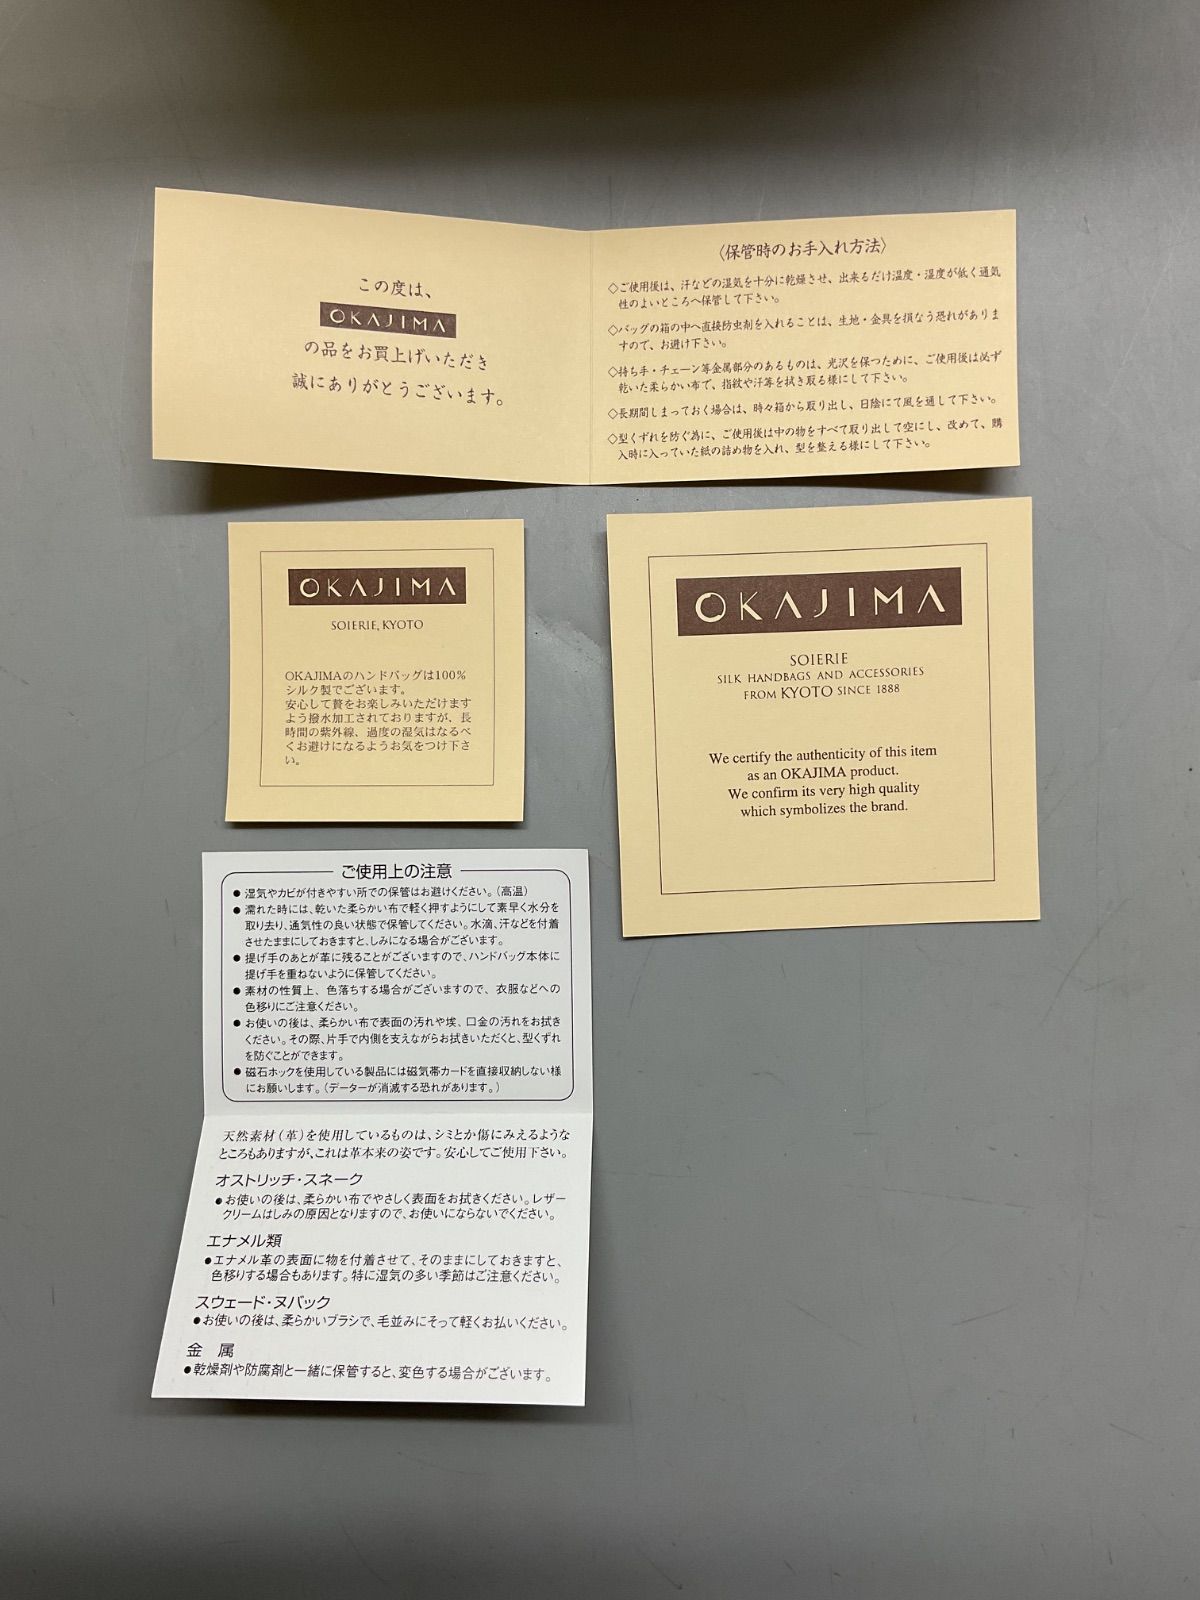 この度は、
OKAJIMA
の品をお買上げいただき
誠にありがとうございます。
〈保管時のお手入れ方法〉
◇ご使用後は、汗などの湿気を十分に乾燥させ、出来るだけ温度・湿度が低く通気
性のよいところへ保管して下さい。
◇バッグの箱の中へ直接防虫剤を入れることは、生地・金具を損なう恐れがありま
すので、お避け下さい。
◇持ち手・チェーン等金属部分のあるものは、光沢を保つために、ご使用後は必ず
乾いた柔らかい布で、指紋や汗等を拭き取る様にして下さい。
◇長期間しまっておく場合は、時々箱から取り出し、日陰にて風を通して下さい。
◇型くずれを防ぐ為に、ご使用後は中の物をすべて取り出して空にし、改めて、購
入時に入っていた紙の詰め物を入れ、型を整える様にして下さい。
OKAJIMA
SOIERIE, KYOTO
OKAJIMAのハンドバッグは100%
シルク製でございます。
安心して贅をお楽しみいただけます
よう撥水加工されておりますが、長
時間の紫外線、過度の湿気はなるべ
くお避けになるようお気をつけ下さ
い。
OKAJIMA
SOIERIE
SILK HANDBAGS AND ACCESSORIES
FROM KYOTO SINCE 1888
We certify the authenticity of this item
as an OKAJIMA product.
We confirm its very high quality
which symbolizes the brand.
ご使用上の注意
●湿気やカビが付きやすい所での保管はお避けください。(高温)
●濡れた時には、乾いた柔らかい布で軽く押すようにして素早く水分を
取り去り、通気性の良い状態で保管してください。水滴、汗などを付着
させたままにしておきますと、しみになる場合がございます。
●提げ手のあとが革に残ることがございますので、ハンドバッグ本体に
提げ手を重ねないように保管してください。
●素材の性質上、色落ちする場合がございますので、衣服などへの
色移りにご注意ください。
●お使いの後は、柔らかい布で表面の汚れや埃、口金の汚れをお拭き
ください。その際、片手で内側を支えながらお拭きいただくと、型くずれ
を防ぐことができます。
●磁石ホックを使用している製品には磁気帯カードを直接収納しない様
にお願いします。(データーが消滅する恐れがあります。)
天然素材(革)を使用しているものは、シミとか傷にみえるような
ところもありますが、これは革本来の姿です。安心してご使用下さい。
オストリッチ・スネーク
●お使いの後は、柔らかい布でやさしく表面をお拭きください。レザー
クリームはしみの原因となりますので、お使いにならないでください。
エナメル類
●エナメル革の表面に物を付着させて、そのままにしておきますと、
色移りする場合もあります。特に湿気の多い季節はご注意ください。
スウェード・ヌバック
●お使いの後は、柔らかいブラシで、毛並みにそって軽くお払いください。
金 属
●乾燥剤や防腐剤と一緒に保管すると、変色する場合がございます。